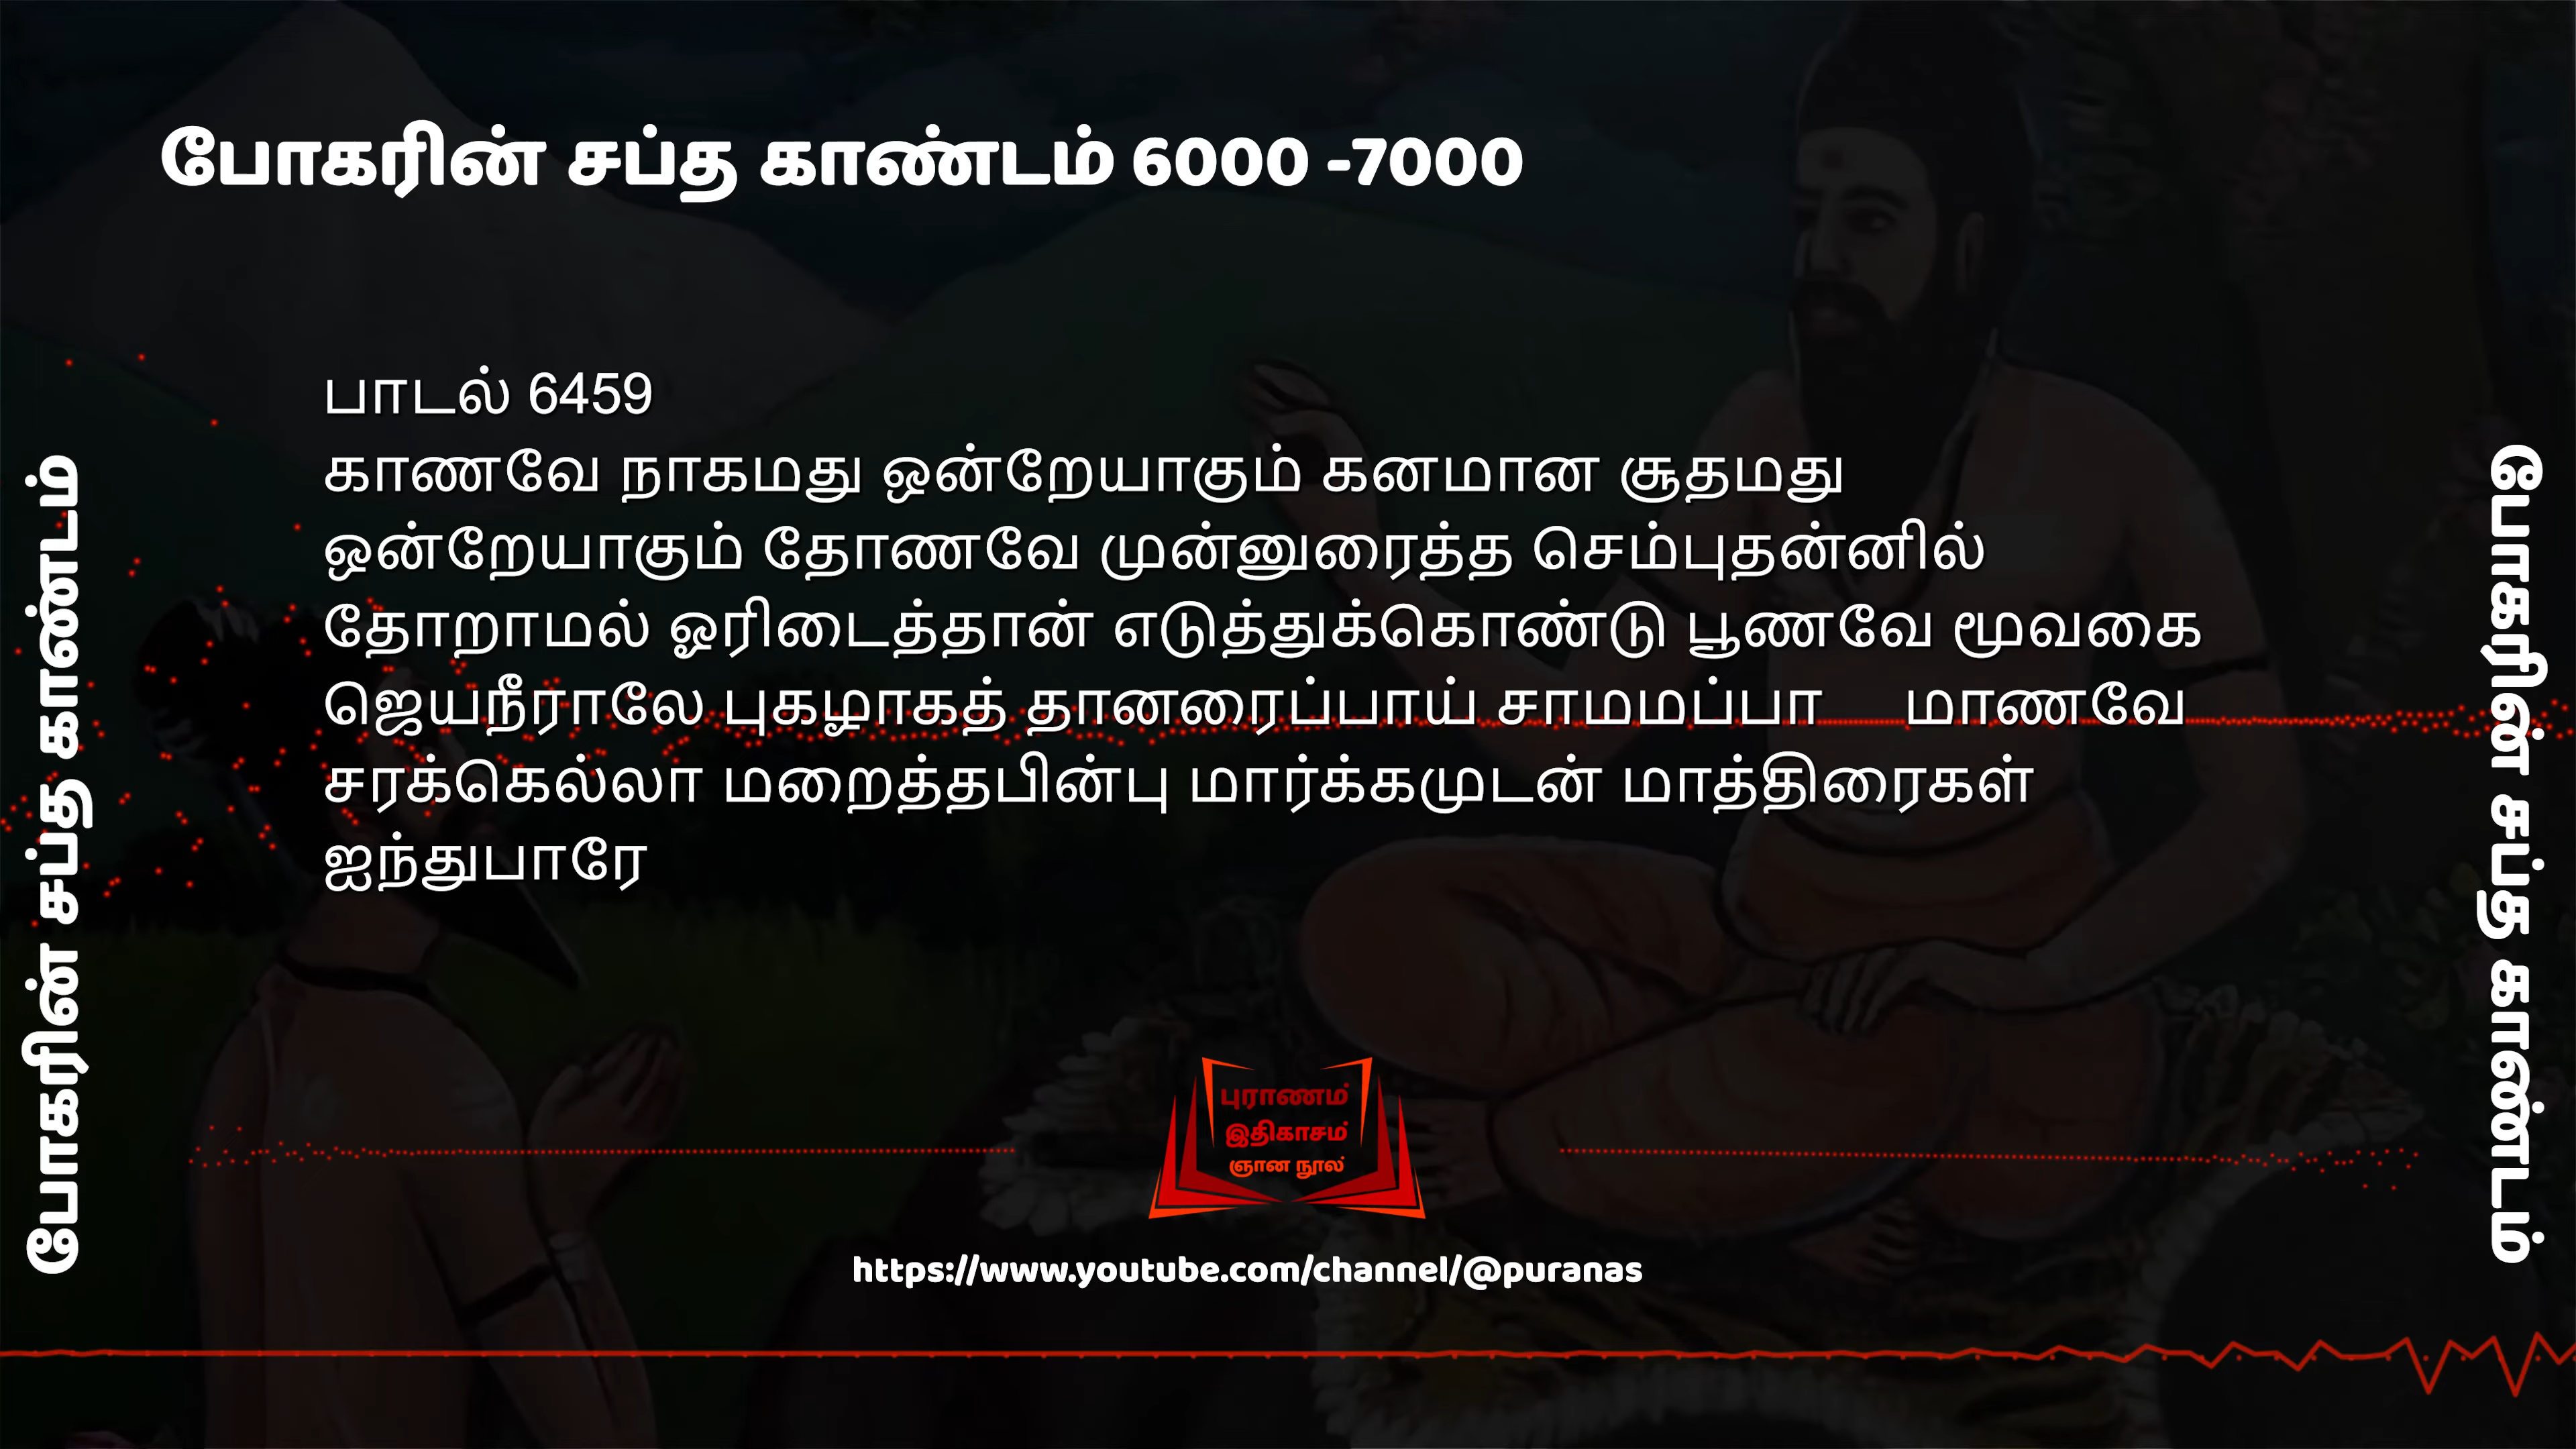 போகரின் சப்த காண்டம் 6000 -7000
பாடல் 6459
காணவே நாகமது ஒன்றேயாகும் கனமான சூதமது
ஒன்றேயாகும் தோணவே முன்னுரைத்த செம்புதன்னில்
தோறாமல் ஓரிடைத்தான் எடுத்துக்கொண்டு பூணவே மூவகை
ஜெயநீராலே புகழாகத் தானரைப்பாய் சாமமப்பா மாணவே
சரக்கெல்லா மறைத்தபின்பு மார்க்கமுடன் மாத்திரைகள்
ஐந்துபாரே
போகரின் சப்த காண்டம்
போகரின் சப்த காண்டம்
புராணம்
இதிகாசம்
ஞான நூல்
https://www.youtube.com/channel/@puranas